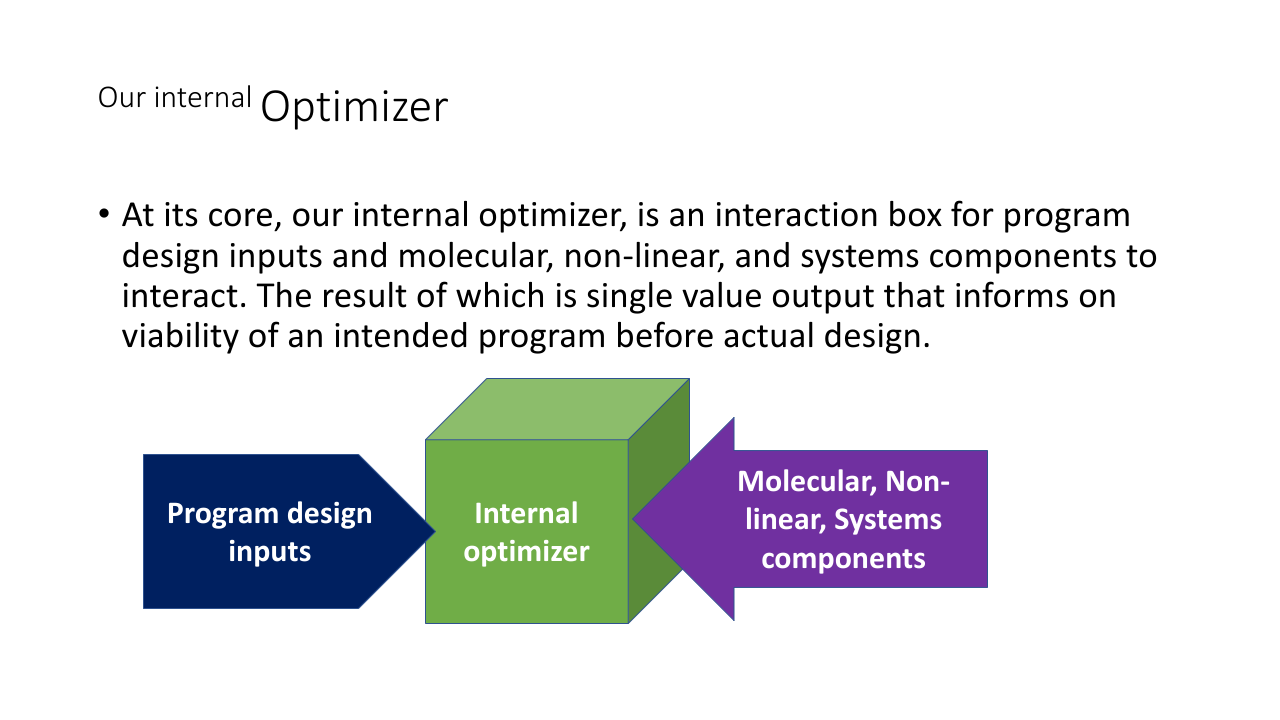 Our internal Optimizer
• At its core, our internal optimizer, is an interaction box for program
design inputs and molecular, non-linear, and systems components to
interact. The result of which is single value output that informs on
viability of an intended program before actual design.
Program design
inputs
Internal
optimizer
Molecular, Non-
linear, Systems
components